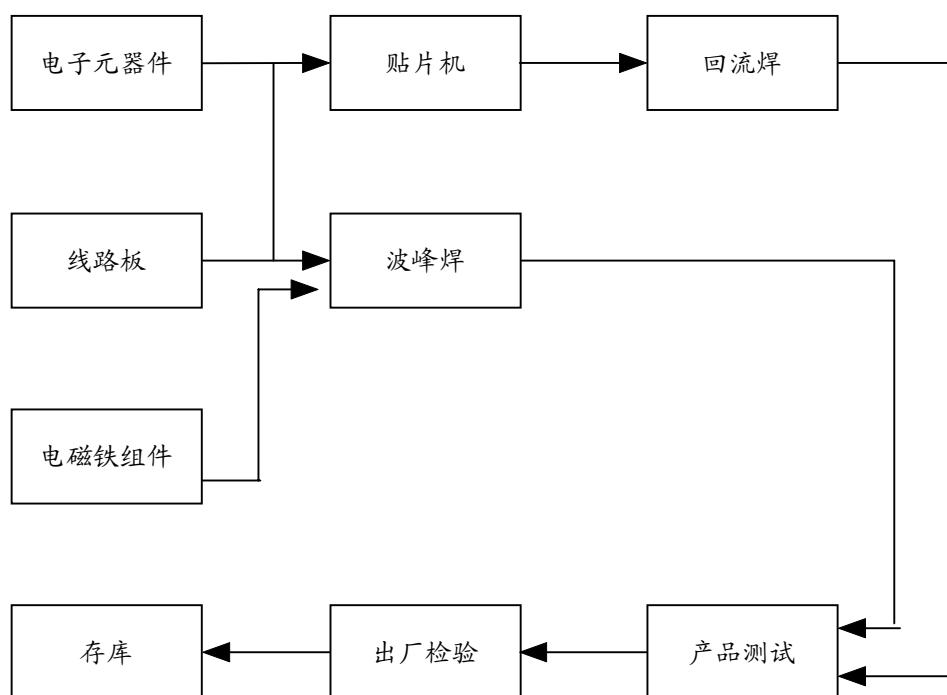 电子元器件
贴片机
回流焊
线路板
波峰焊
电磁铁组件
存库
出厂检验
产品测试